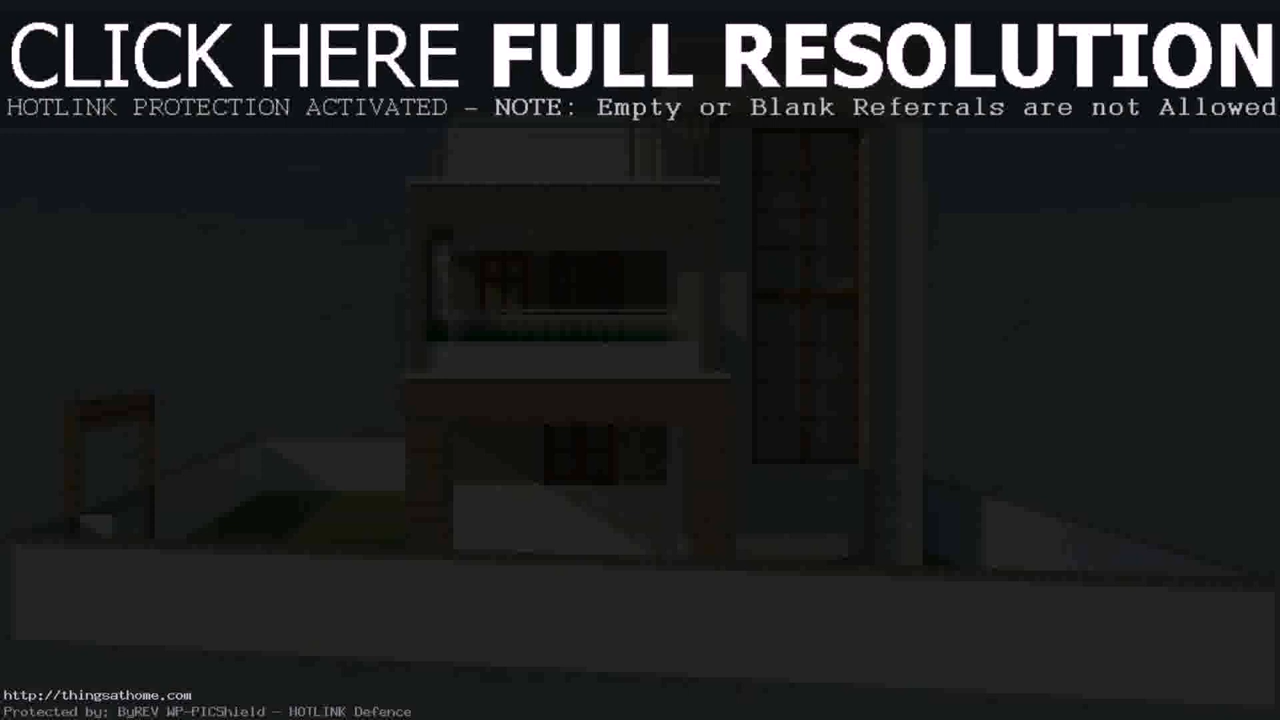 CLICK HERE FULL RESOLUTION
HOTLINK PROTECTION ACTIVATED - NOTE: Empty or Blank Referrals are not Allowed
http://thingsathome.com
Protected by: ByREV WP-PICShield - HOTLINK Defence